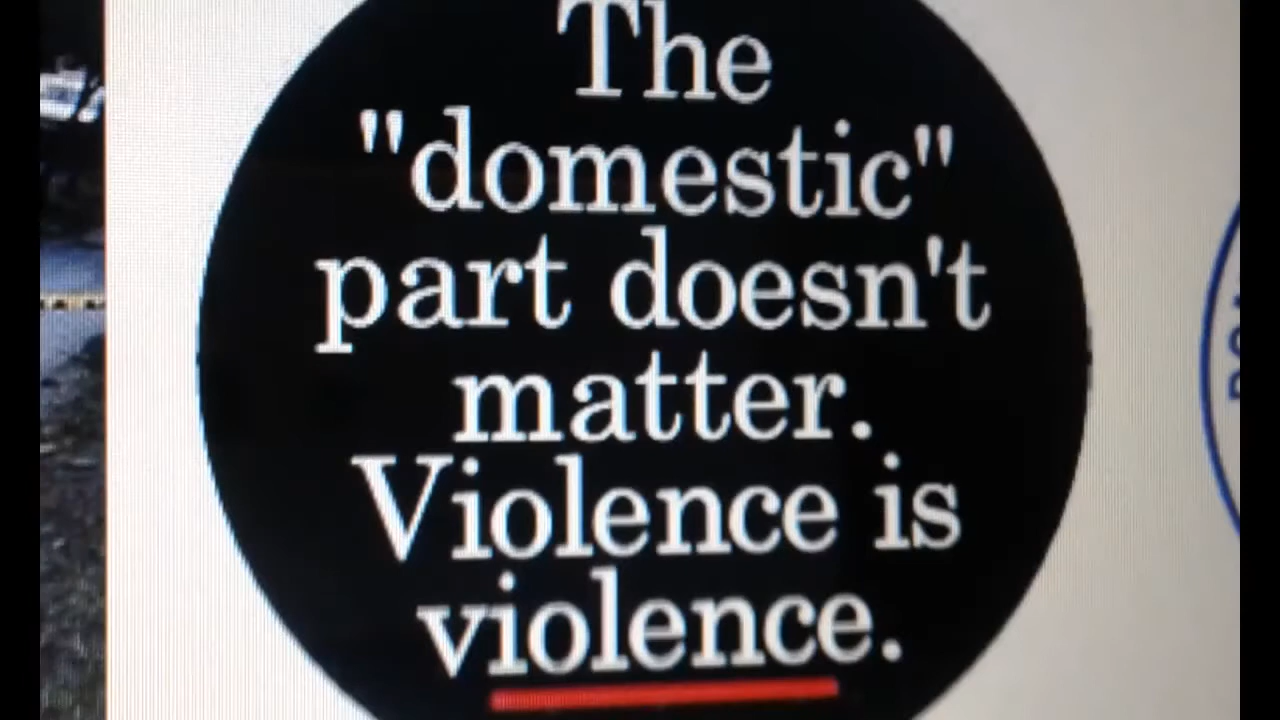 The
"domestic"
part doesn't
matter.
Violence is
violence.